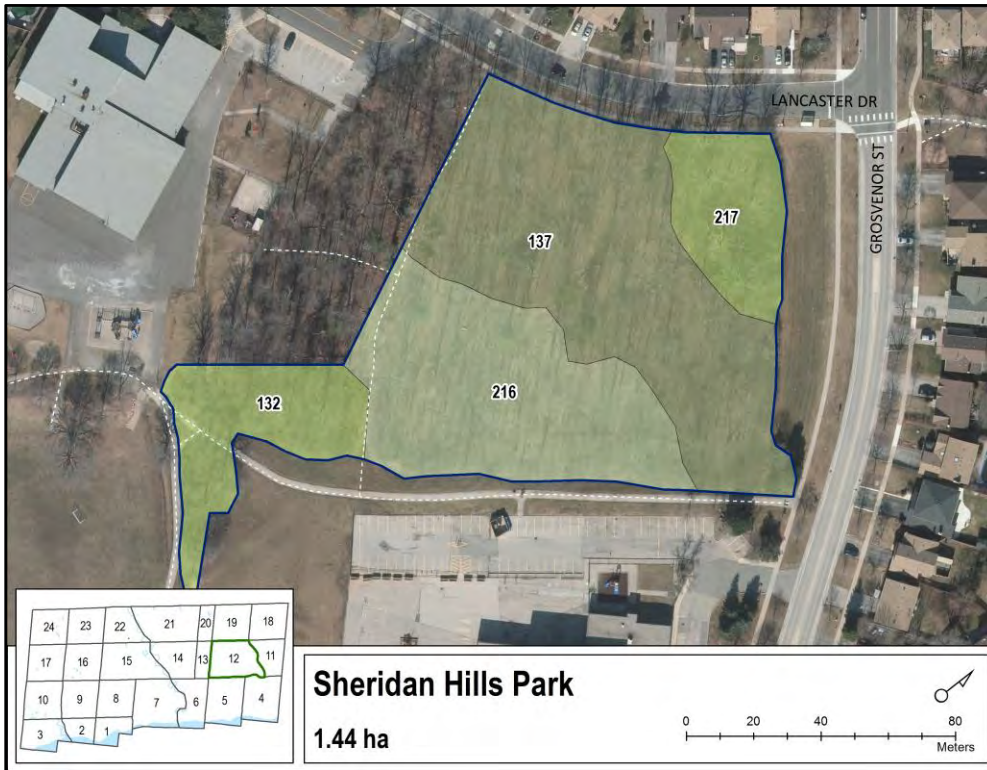 LANCASTER DR
GROSVENOR ST
217
137
216
132
24 23 22 21 20 19 18
17 16 15 14 13 12 11
10 9 8 7 6 5 4
3 2 1
Sheridan Hills Park
1.44 ha
0 20 40 80
Meters